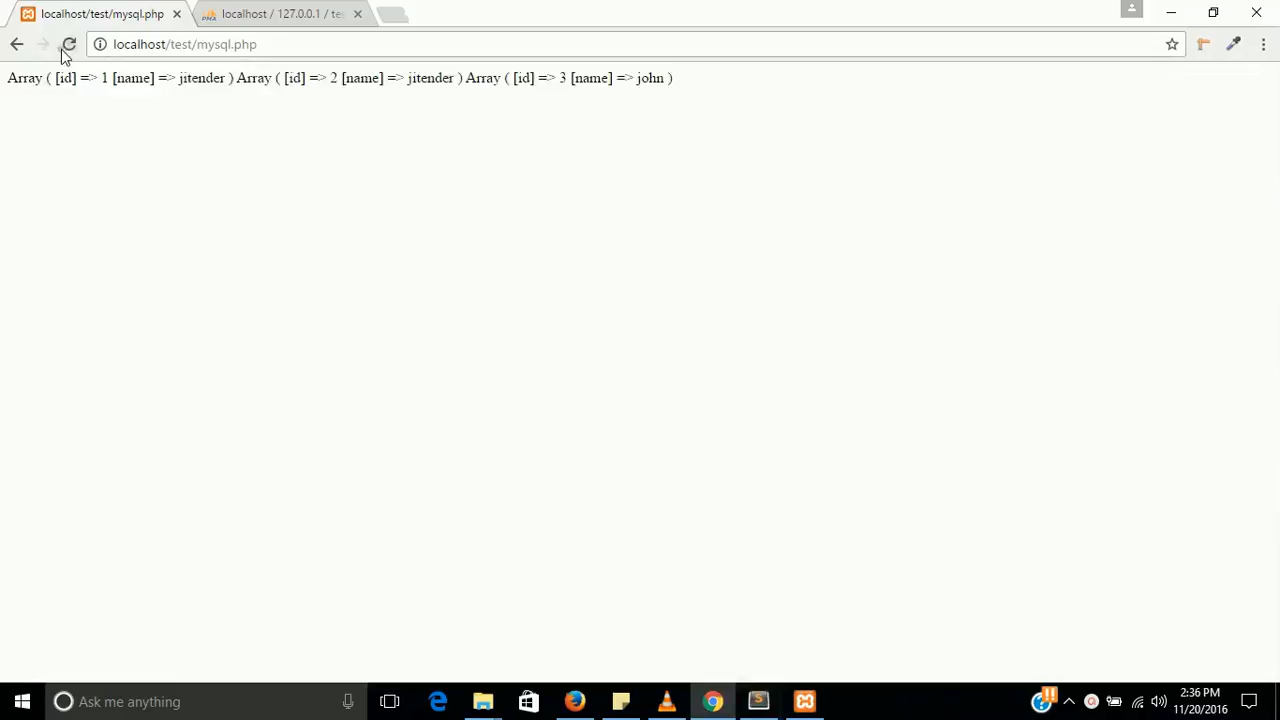 localhost/test/mysql.php
localhost / 127.0.0.1 / tes
localhost/test/mysql.php
Array ( [id] => 1 [name] => jitender ) Array ( [id] => 2 [name] => jitender ) Array ( [id] => 3 [name] => john )
Ask me anything
2:36 PM
11/20/2016